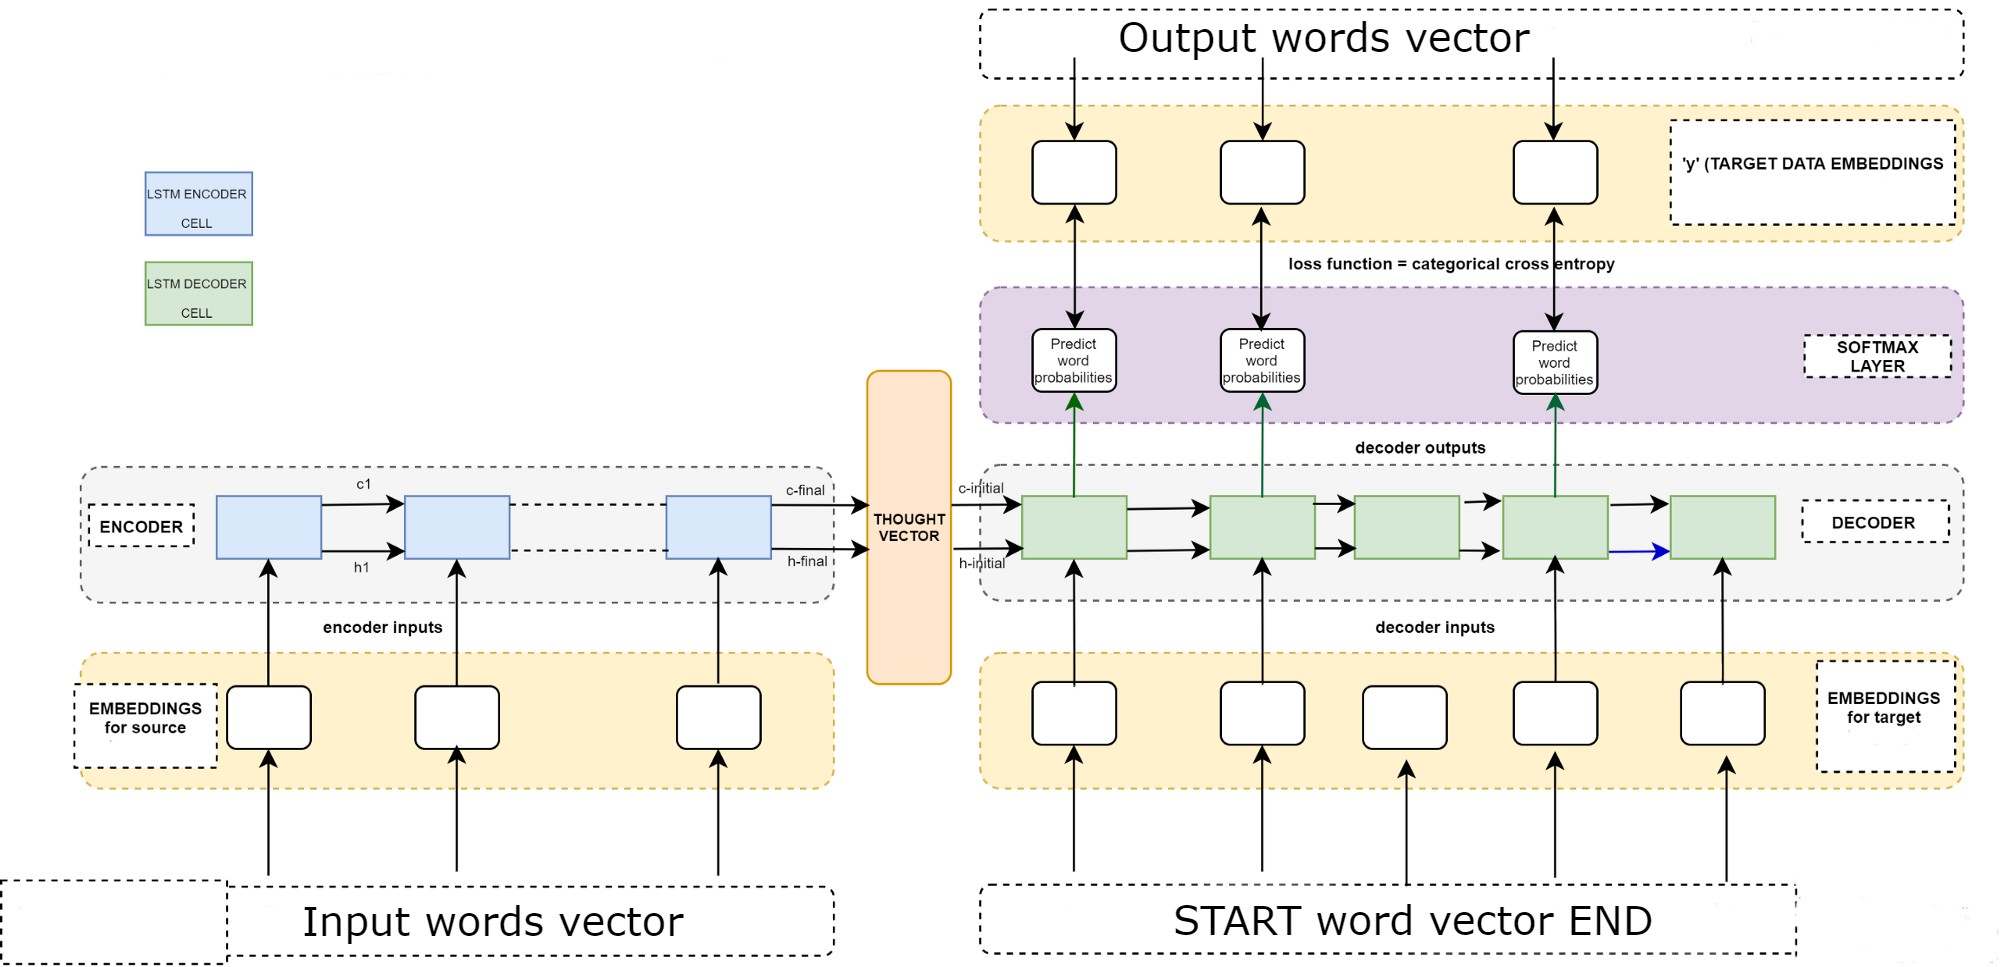 Output words vector
'y' (TARGET DATA EMBEDDINGS
LSTM ENCODER
CELL
LSTM DECODER
CELL
loss function = categorical cross entropy
Predict
word
probabilities
Predict
word
probabilities
Predict
word
probabilities
SOFTMAX
LAYER
decoder outputs
ENCODER
c1
h1
c-final
h-final
THOUGHT
VECTOR
c-initial
h-initial
DECODER
encoder inputs
decoder inputs
EMBEDDINGS
for source
EMBEDDINGS
for target
Input words vector
START word vector END